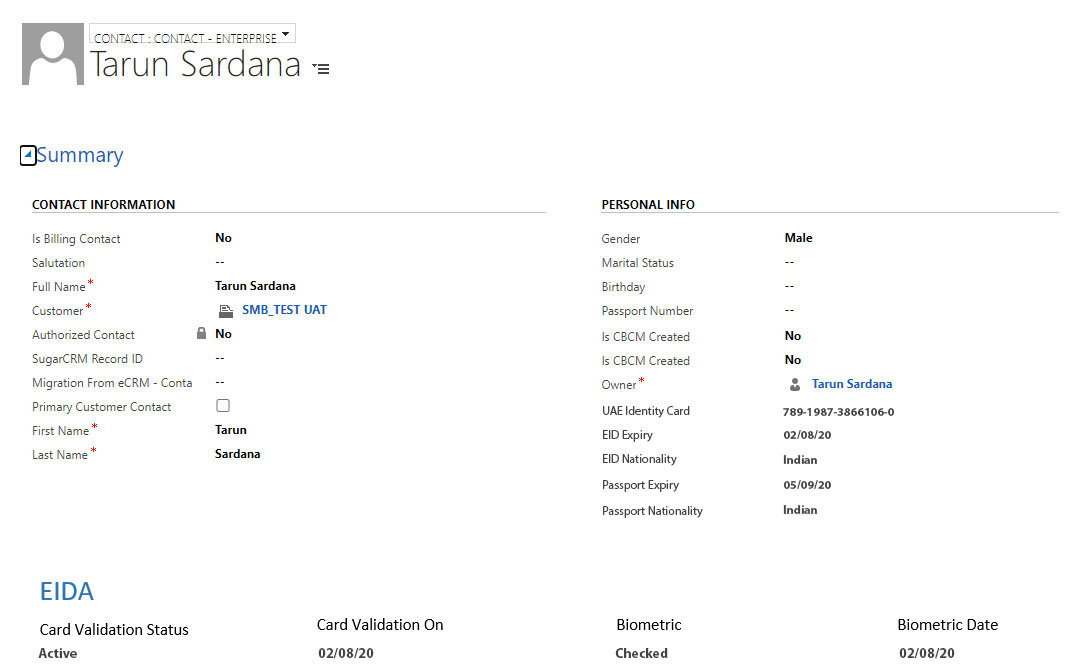 CONTACT : CONTACT - ENTERPRISE
Tarun Sardana
Summary
CONTACT INFORMATION
Is Billing Contact No
Salutation --
Full Name* Tarun Sardana
Customer* SMB_TEST UAT
Authorized Contact No
SugarCRM Record ID --
Migration From eCRM - Conta --
Primary Customer Contact
First Name* Tarun
Last Name* Sardana
PERSONAL INFO
Gender Male
Marital Status --
Birthday --
Passport Number --
Is CBCM Created No
Is CBCM Created No
Owner* Tarun Sardana
UAE Identity Card 789-1987-3866106-0
EID Expiry 02/08/20
EID Nationality Indian
Passport Expiry 05/09/20
Passport Nationality Indian
EIDA
Card Validation Status Card Validation On Biometric Biometric Date
Active 02/08/20 Checked 02/08/20